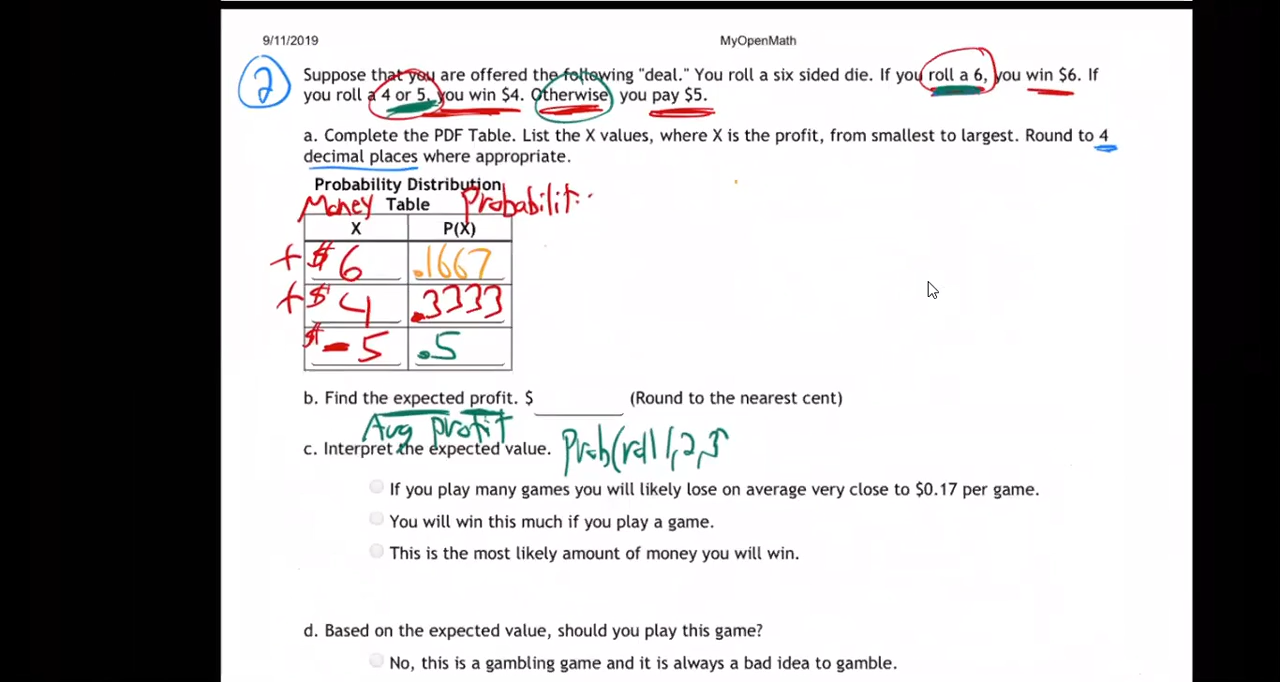 9/11/2019 MyOpenMath
2 Suppose that you are offered the following "deal." You roll a six sided die. If you roll a 6, you win $6. If
you roll a 4 or 5, you win $4. Otherwise, you pay $5.
a. Complete the PDF Table. List the X values, where X is the profit, from smallest to largest. Round to 4
decimal places where appropriate.
Probability Distribution
Money Table Probabilit
X P(X)
+ $ 6 .1667
+ $ 4 .3333
$ - 5 .5
b. Find the expected profit. $ (Round to the nearest cent)
Avg profit
c. Interpret the expected value. Prob(roll 1,2,3
If you play many games you will likely lose on average very close to $0.17 per game.
You will win this much if you play a game.
This is the most likely amount of money you will win.
d. Based on the expected value, should you play this game?
No, this is a gambling game and it is always a bad idea to gamble.